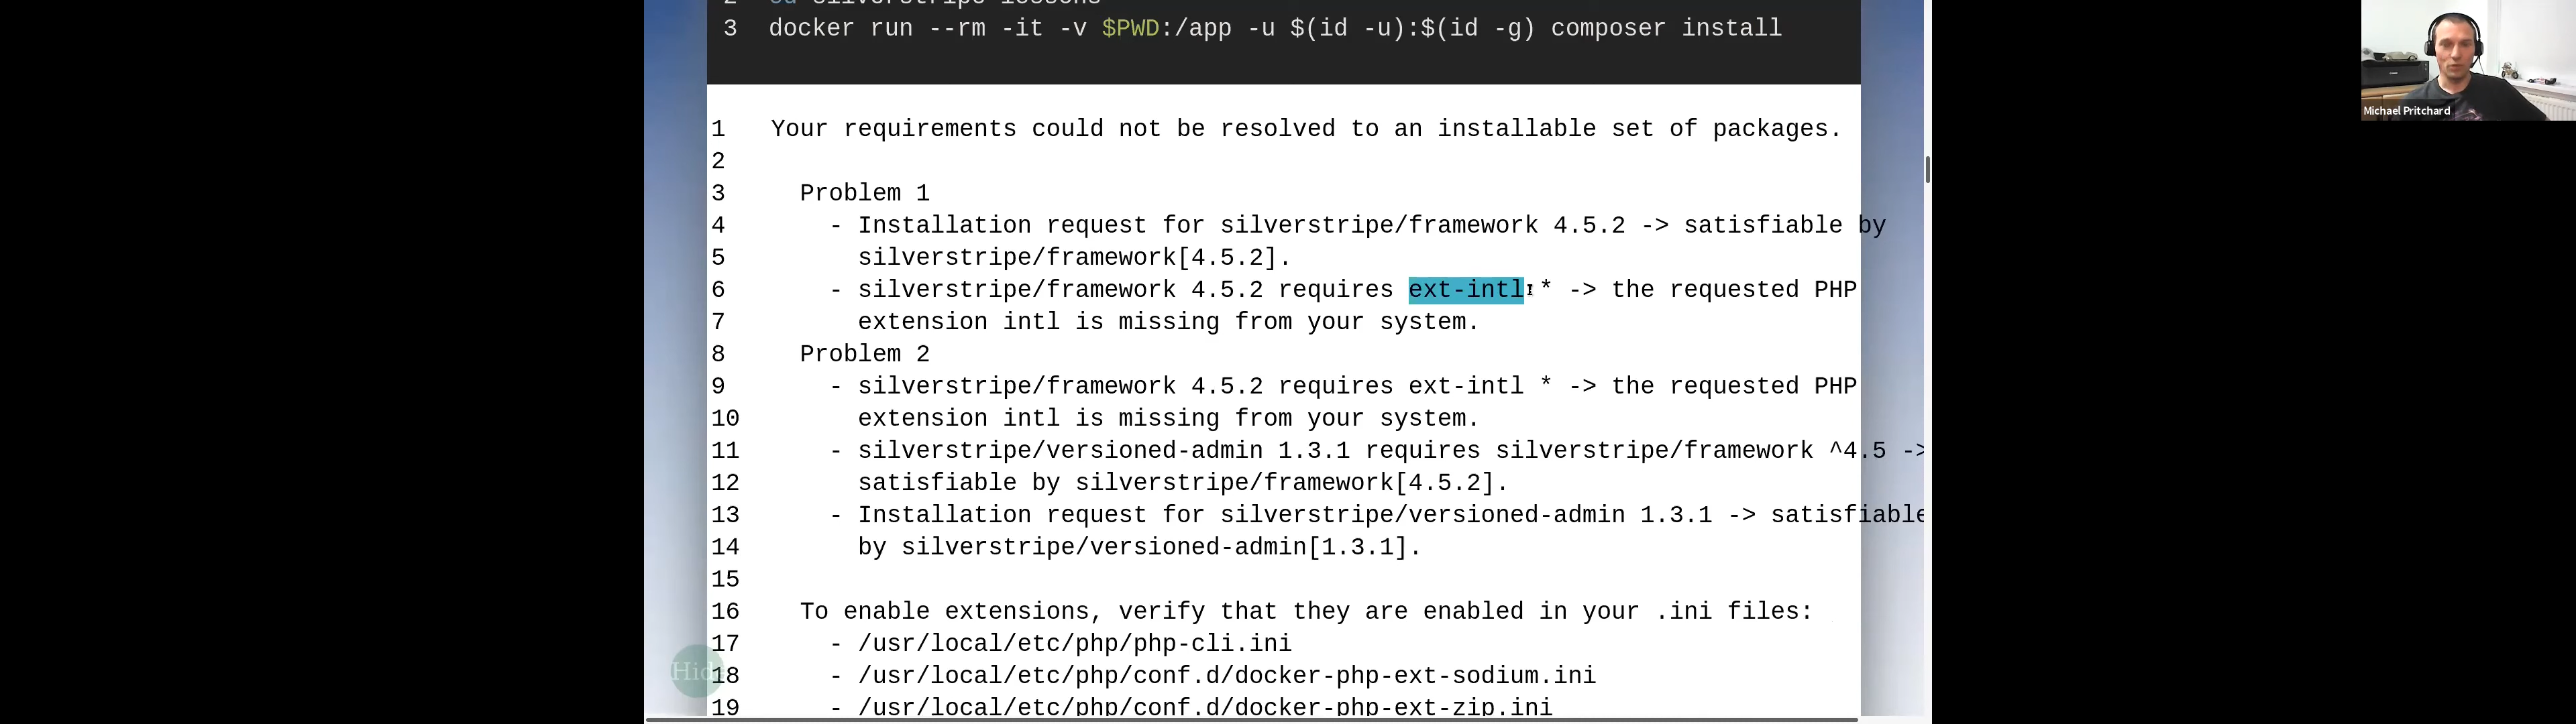 2 cd silverstripe-lessons
3 docker run --rm -it -v $PWD:/app -u $(id -u):$(id -g) composer install
Michael Pritchard
1 Your requirements could not be resolved to an installable set of packages.
2
3 Problem 1
4 - Installation request for silverstripe/framework 4.5.2 -> satisfiable by
5 silverstripe/framework[4.5.2].
6 - silverstripe/framework 4.5.2 requires ext-intl * -> the requested PHP
7 extension intl is missing from your system.
8 Problem 2
9 - silverstripe/framework 4.5.2 requires ext-intl * -> the requested PHP
10 extension intl is missing from your system.
11 - silverstripe/versioned-admin 1.3.1 requires silverstripe/framework ^4.5 ->
12 satisfiable by silverstripe/framework[4.5.2].
13 - Installation request for silverstripe/versioned-admin 1.3.1 -> satisfiable
14 by silverstripe/versioned-admin[1.3.1].
15
16 To enable extensions, verify that they are enabled in your .ini files:
17 - /usr/local/etc/php/php-cli.ini
Hide
18 - /usr/local/etc/php/conf.d/docker-php-ext-sodium.ini
19 - /usr/local/etc/php/conf.d/docker-php-ext-zip.ini